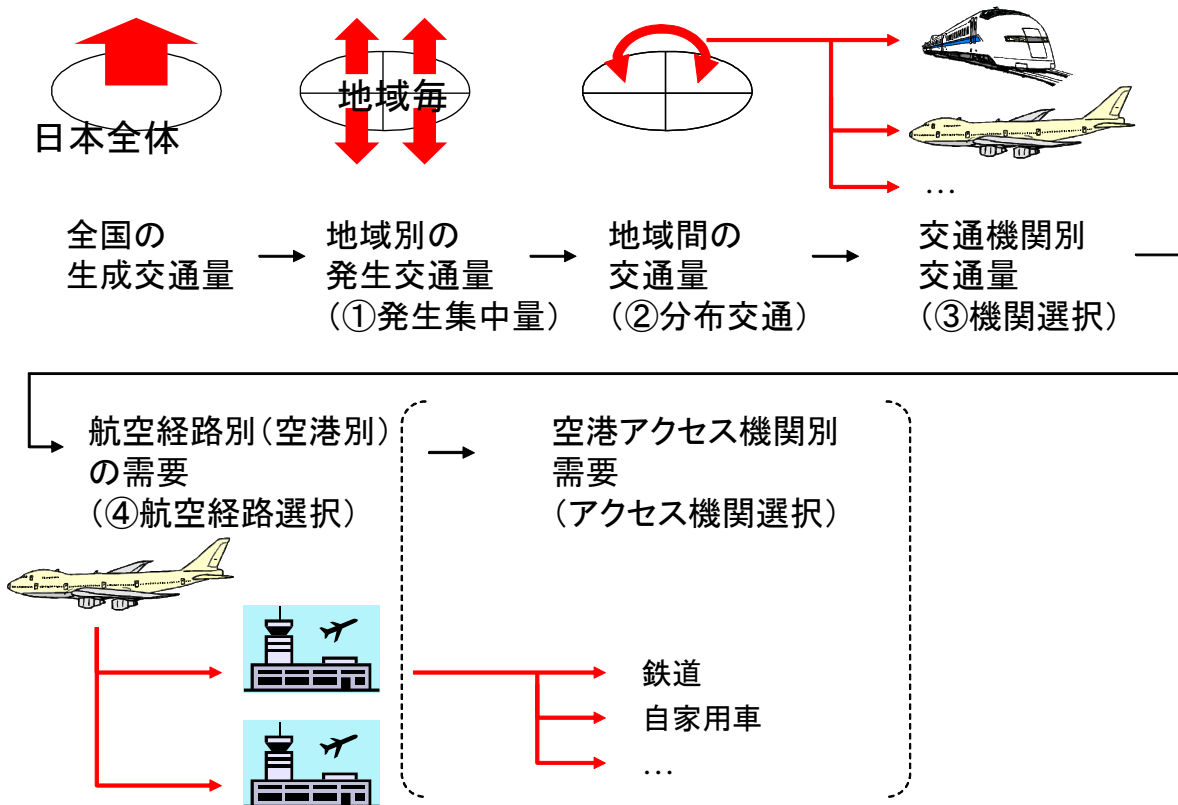 日本全体
地域毎
…
全国の
生成交通量
地域別の
発生交通量
(①発生集中量)
地域間の
交通量
(②分布交通)
交通機関別
交通量
(③機関選択)
航空経路別(空港別)
の需要
(④航空経路選択)
空港アクセス機関別
需要
(アクセス機関選択)
鉄道
自家用車
…